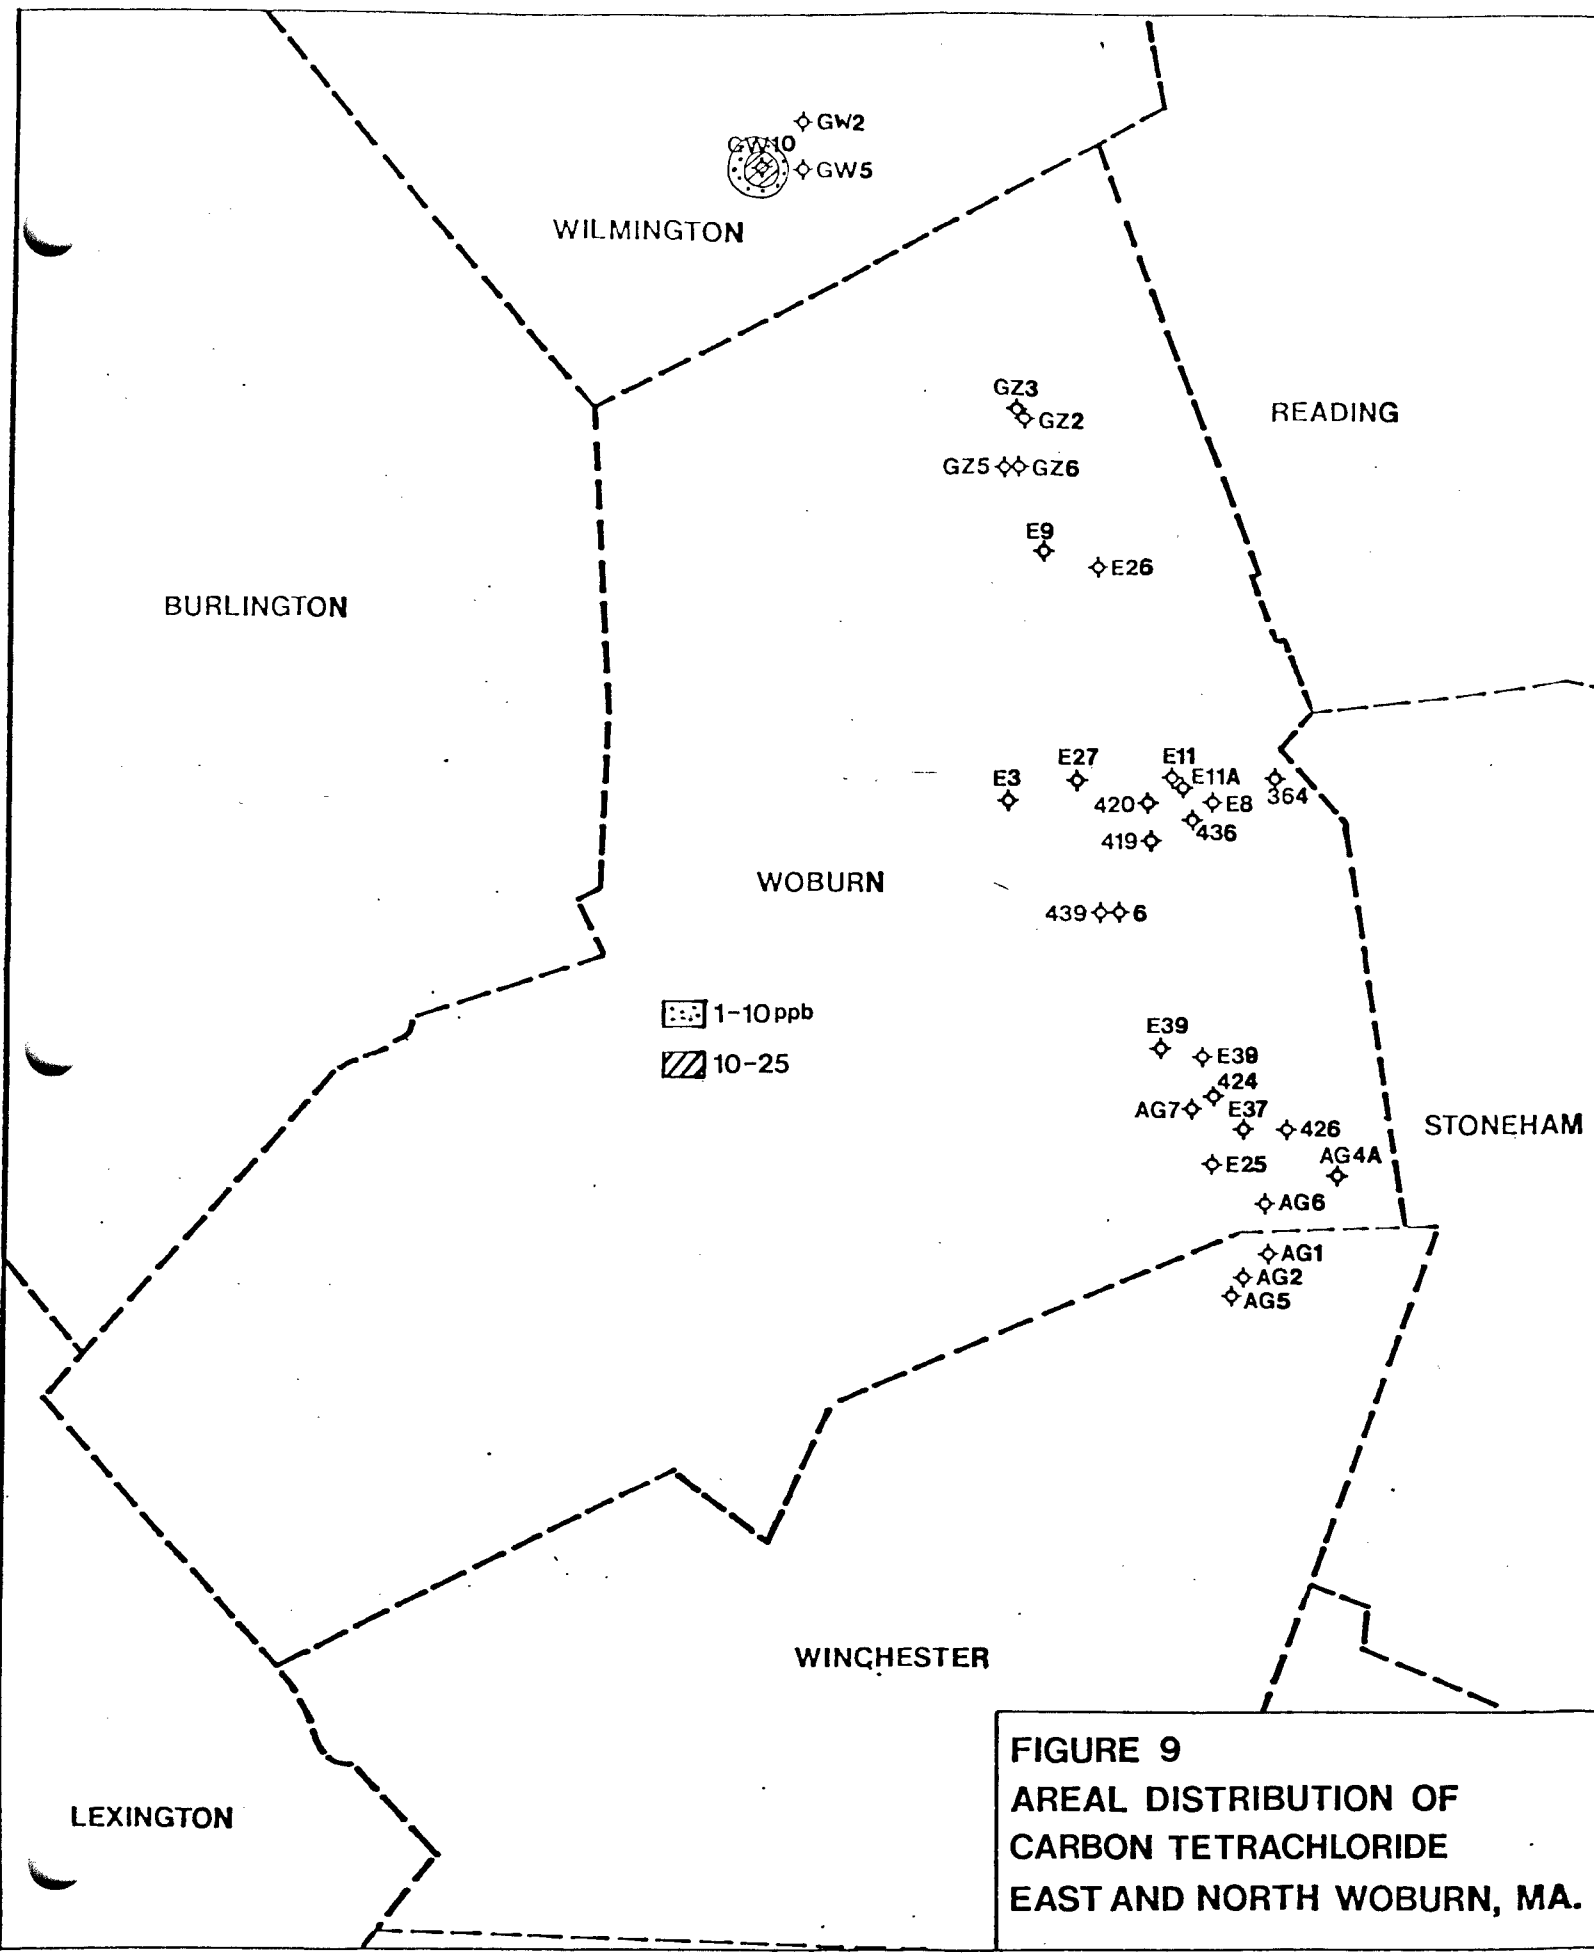 GW2
GW10
GW5
WILMINGTON
GZ3
GZ2
READING
GZ5 GZ6
E9
E26
BURLINGTON
E27
E11
E3
E11A
420
E8
364
436
419
WOBURN
439 6
1-10 ppb
10-25
E39
E39
424
AG7
E37
426
STONEHAM
E25
AG4A
AG6
AG1
AG2
AG5
WINCHESTER
FIGURE 9
AREAL DISTRIBUTION OF
CARBON TETRACHLORIDE
EAST AND NORTH WOBURN, MA.
LEXINGTON